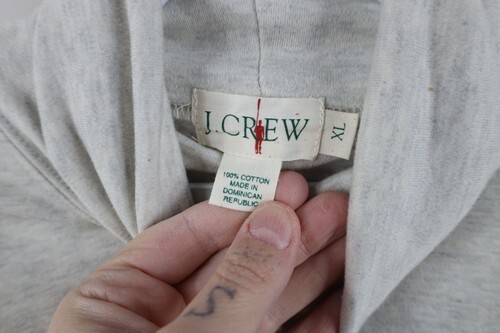 J.CREW
XL
100% COTTON
MADE IN
DOMINICAN
REPUBLIC